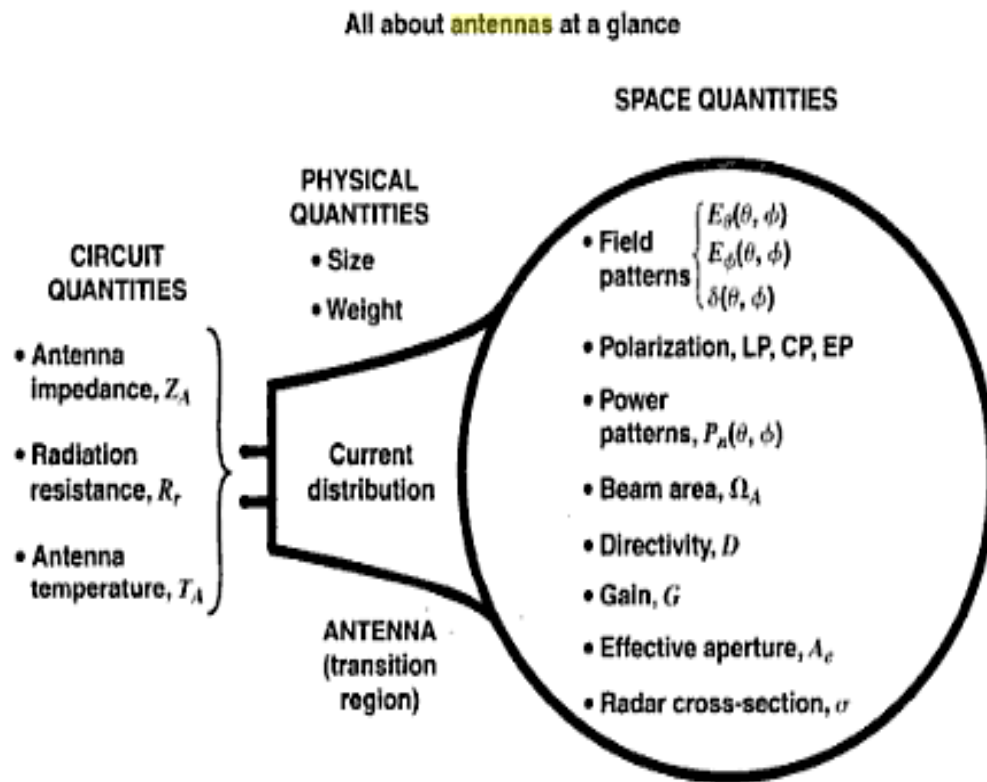 All about antennas at a glance
SPACE QUANTITIES
PHYSICAL
QUANTITIES
• Size
• Weight
CIRCUIT
QUANTITIES
• Antenna
impedance, Z_A
• Radiation
resistance, R_r
• Antenna
temperature, T_A
Current
distribution
ANTENNA
(transition
region)
• Field
patterns
E_θ(θ, ϕ)
E_ϕ(θ, ϕ)
δ(θ, ϕ)
• Polarization, LP, CP, EP
• Power
patterns, P_n(θ, ϕ)
• Beam area, Ω_A
• Directivity, D
• Gain, G
• Effective aperture, A_e
• Radar cross-section, σ